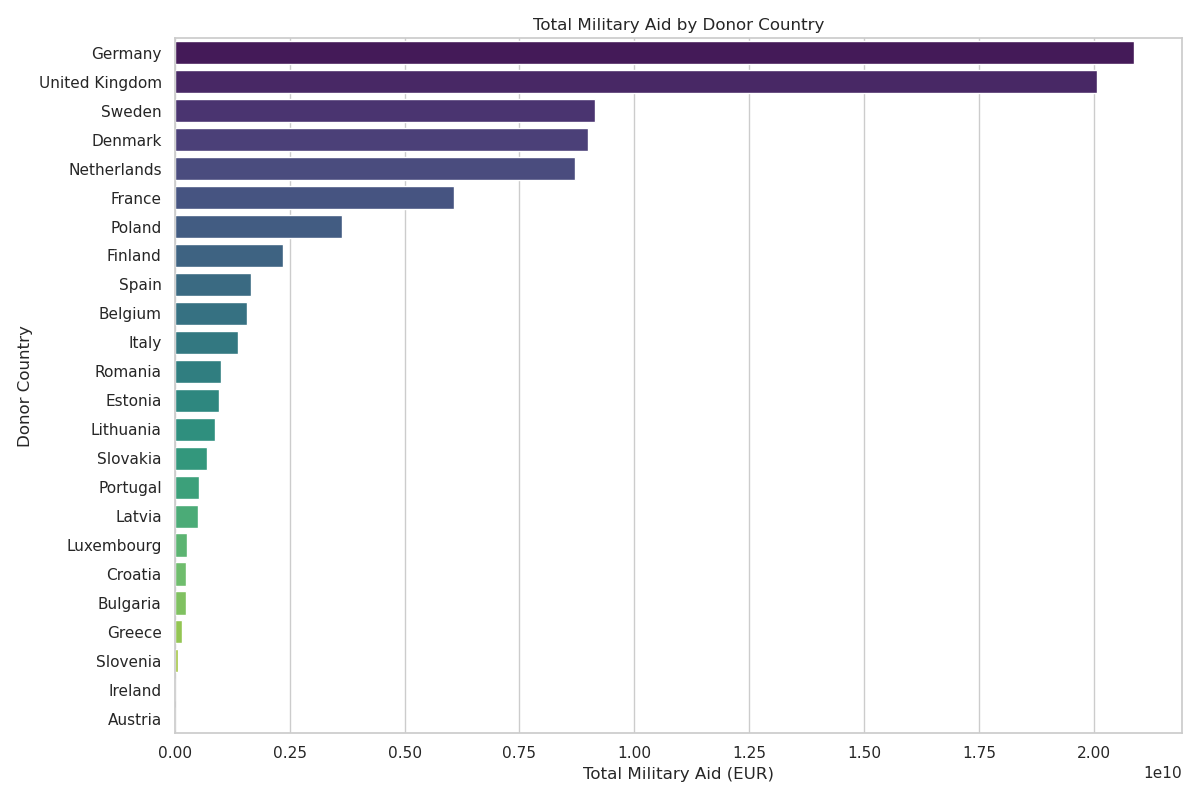 Total Military Aid by Donor Country
Germany
United Kingdom
Sweden
Denmark
Netherlands
France
Poland
Finland
Spain
Belgium
Italy
Romania
Estonia
Lithuania
Slovakia
Portugal
Latvia
Luxembourg
Croatia
Bulgaria
Greece
Slovenia
Ireland
Austria
Donor Country
0.00 0.25 0.50 0.75 1.00 1.25 1.50 1.75 2.00
1e10
Total Military Aid (EUR)